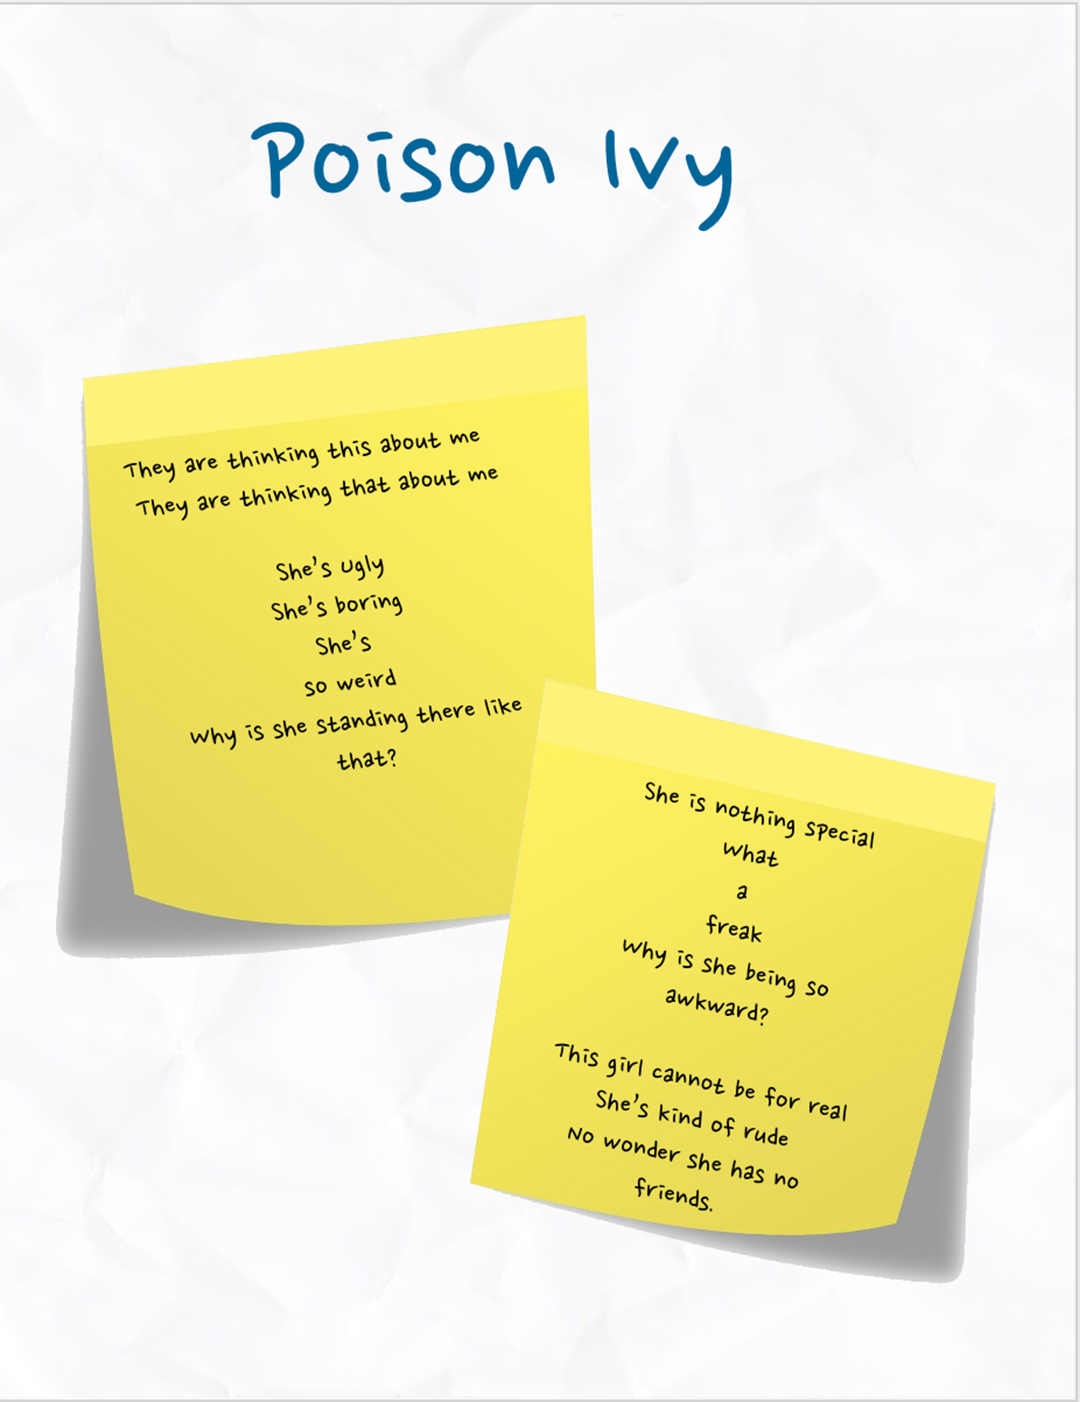 Poison Ivy
They are thinking this about me
They are thinking that about me
She's ugly
She's boring
She's
so weird
Why is she standing there like
that?
She is nothing special
What
a
freak
Why is she being so
awkward?
This girl cannot be for real
She's kind of rude
No wonder she has no
friends.